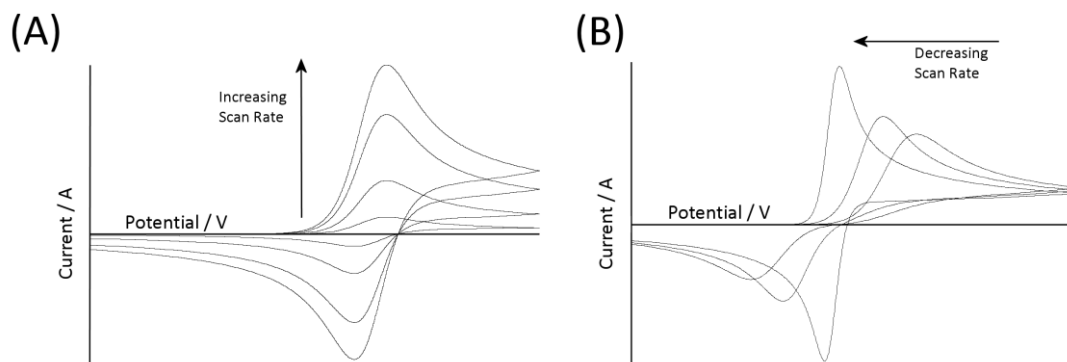 (A)
Increasing
Scan Rate
Potential / V
Current / A
(B)
Decreasing
Scan Rate
Potential / V
Current / A